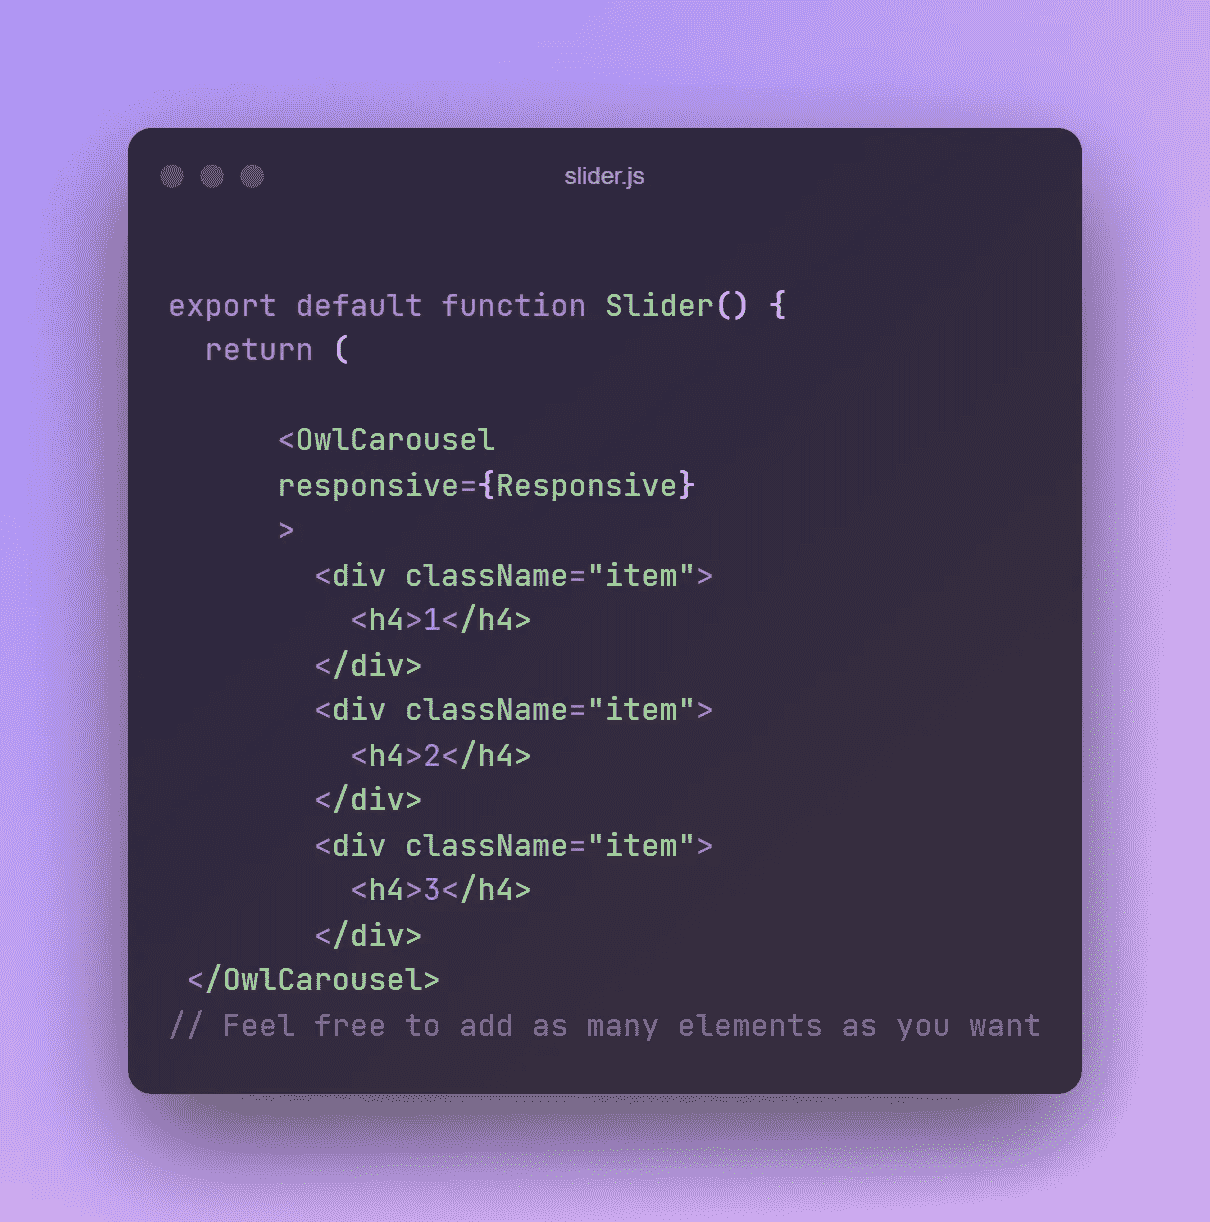 slider.js
export default function Slider() {
  return (
      <OwlCarousel
      responsive={Responsive}
      >
        <div className="item">
          <h4>1</h4>
        </div>
        <div className="item">
          <h4>2</h4>
        </div>
        <div className="item">
          <h4>3</h4>
        </div>
 </OwlCarousel>
// Feel free to add as many elements as you want